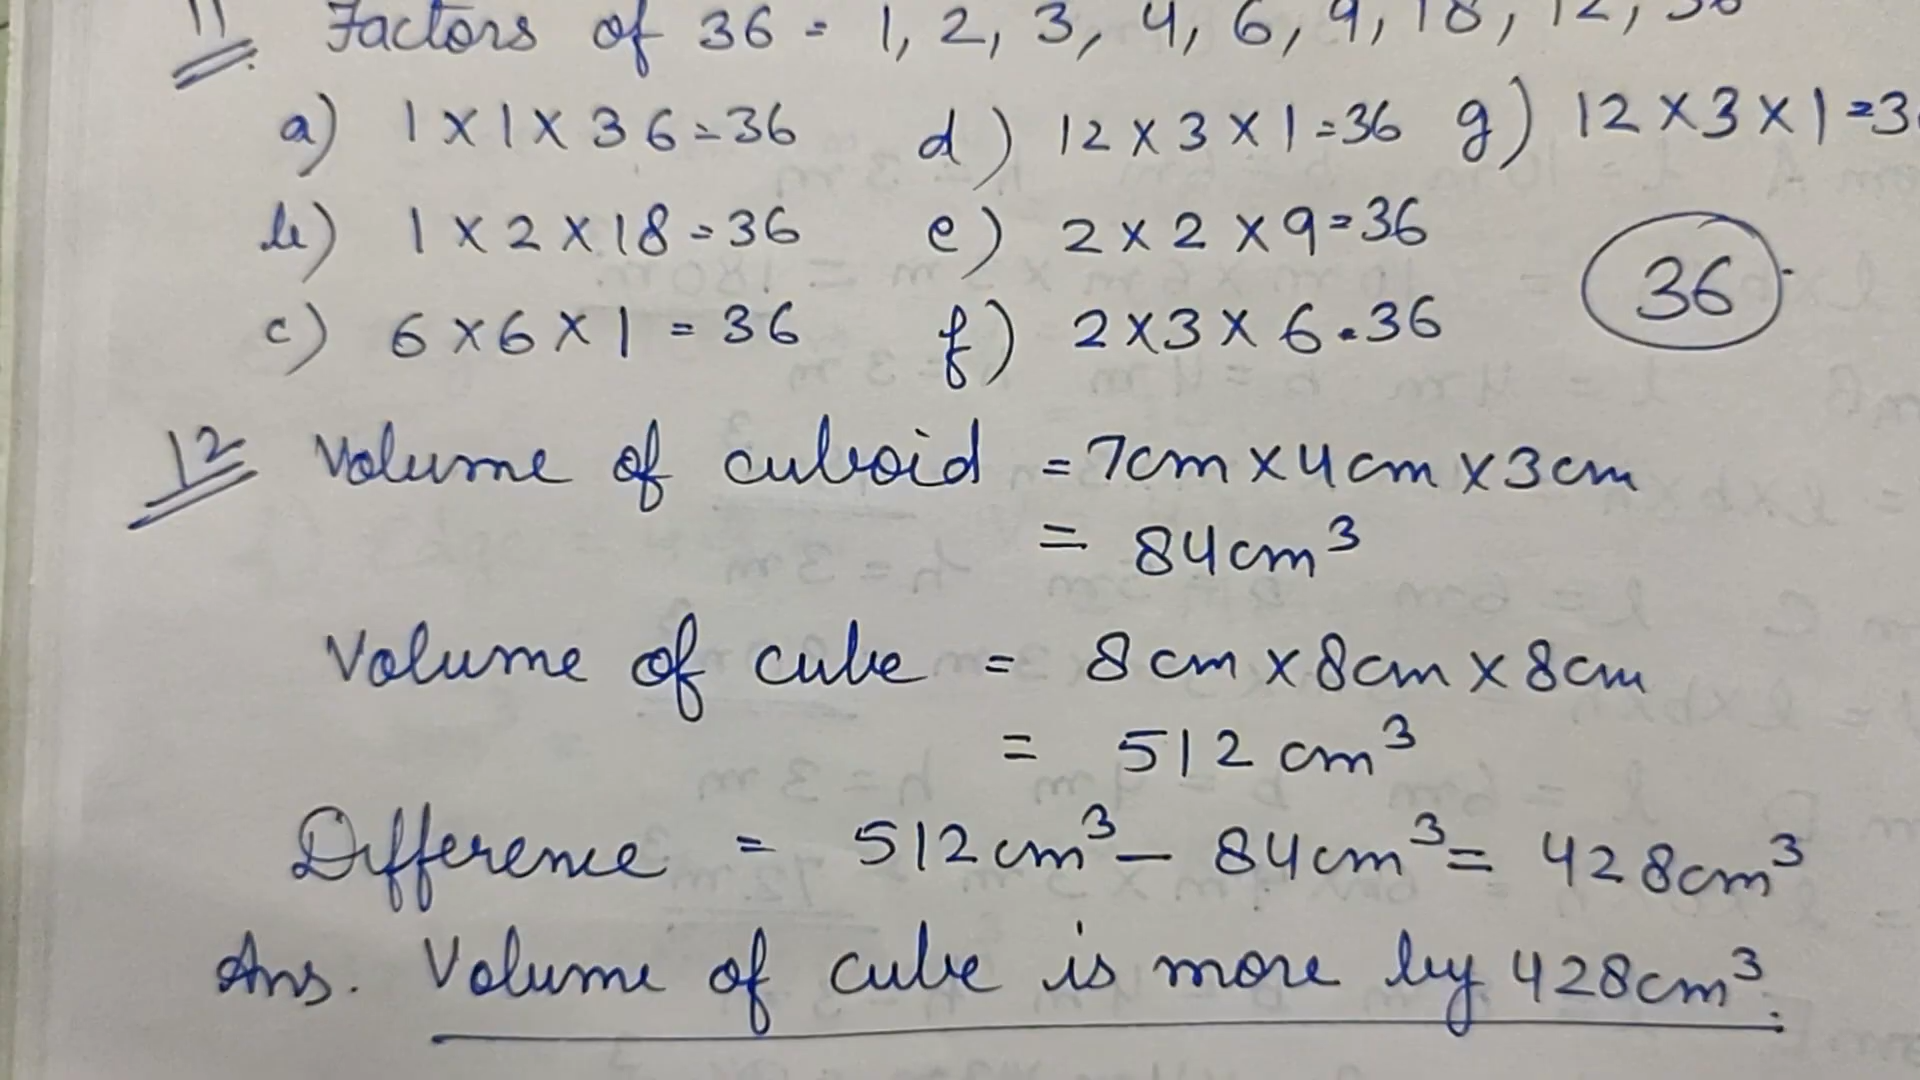 11 Factors of 36 = 1, 2, 3, 4, 6, 9, 18, 12, 36
a) 1 x 1 x 36 = 36 d) 12 x 3 x 1 = 36 g) 12 x 3 x 1 = 3
b) 1 x 2 x 18 = 36 e) 2 x 2 x 9 = 36
36
c) 6 x 6 x 1 = 36 f) 2 x 3 x 6 = 36
12 Volume of cuboid = 7cm x 4cm x 3cm
= 84cm³
Volume of cube = 8cm x 8cm x 8cm
= 512 cm³
Difference = 512cm³ - 84cm³ = 428cm³
Ans. Volume of cube is more by 428cm³.